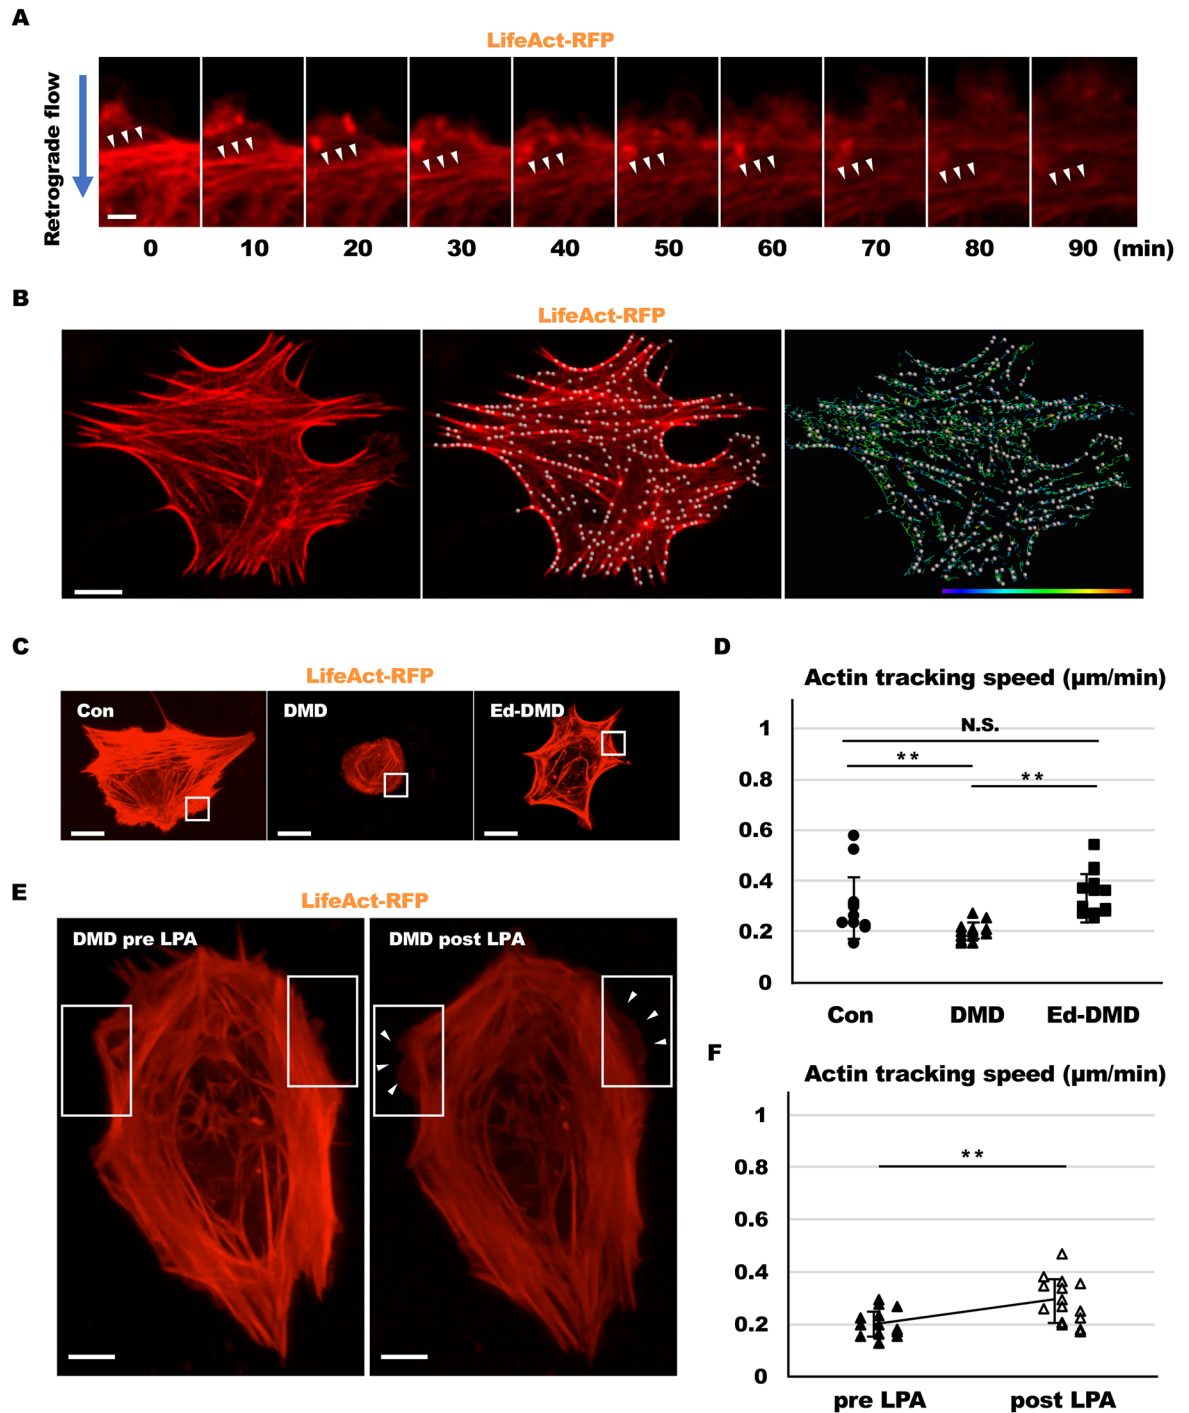 A
LifeAct-RFP
Retrograde flow
0 10 20 30 40 50 60 70 80 90 (min)
B
LifeAct-RFP
C
LifeAct-RFP
Con DMD Ed-DMD
D
Actin tracking speed (μm/min)
1
0.8
0.6
0.4
0.2
0
N.S.
**
**
Con DMD Ed-DMD
E
LifeAct-RFP
DMD pre LPA DMD post LPA
F
Actin tracking speed (μm/min)
1
0.8
0.6
0.4
0.2
0
**
pre LPA post LPA